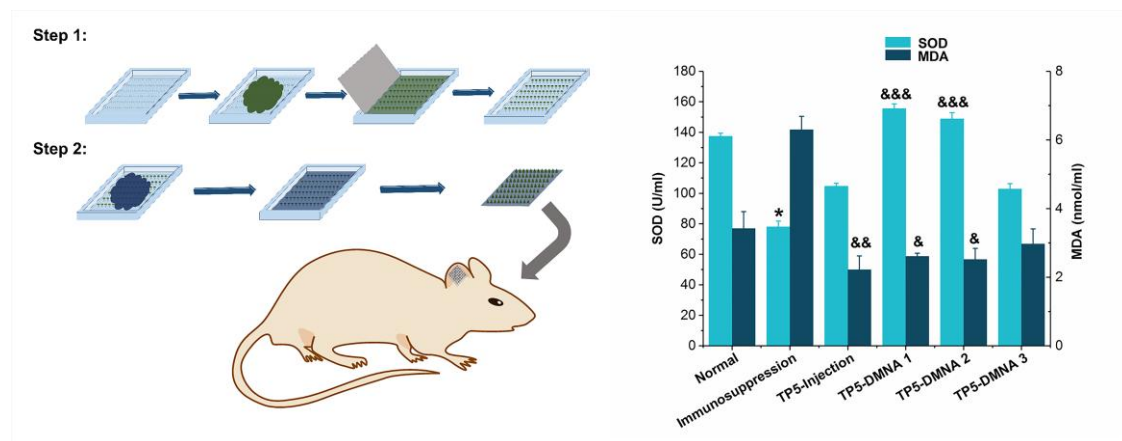 Step 1:
Step 2:
SOD
MDA
180
160
140
120
100
80
60
40
20
0
SOD (U/ml)
8
6
4
2
0
MDA (nmol/ml)
*
&&
&&&
&
&&&
&
Normal
Immunosuppression
TP5-Injection
TP5-DMNA 1
TP5-DMNA 2
TP5-DMNA 3